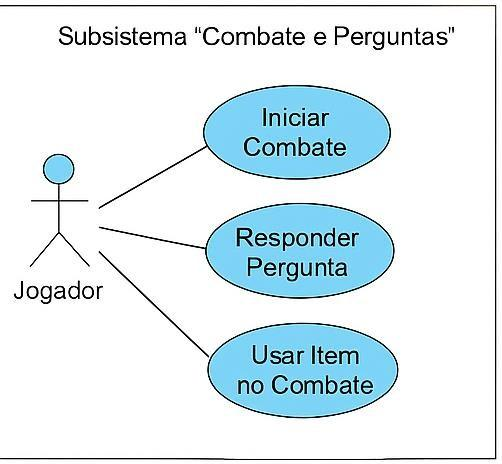 Subsistema “Combate e Perguntas"
Iniciar
Combate
Responder
Pergunta
Jogador
Usar Item
no Combate